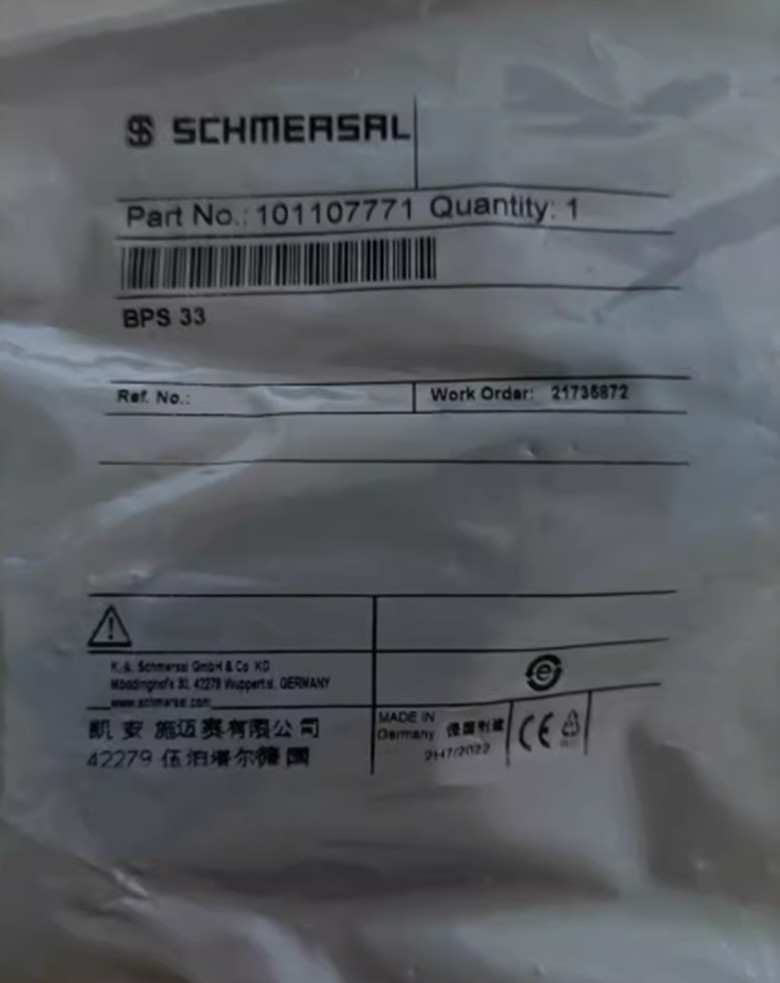 SCHMERSAL
Part No.: 101107771 Quantity: 1
BPS 33
Ref. No.: Work Order: 21735872
K.A. Schmersal GmbH & Co. KG
Möddinghofe 30, 42279 Wuppertal, GERMANY
www.schmersal.com
凯 安 施迈赛有限公司
42279 伍泊塔尔德国
MADE IN
Germany 德国制造
/2022
CE